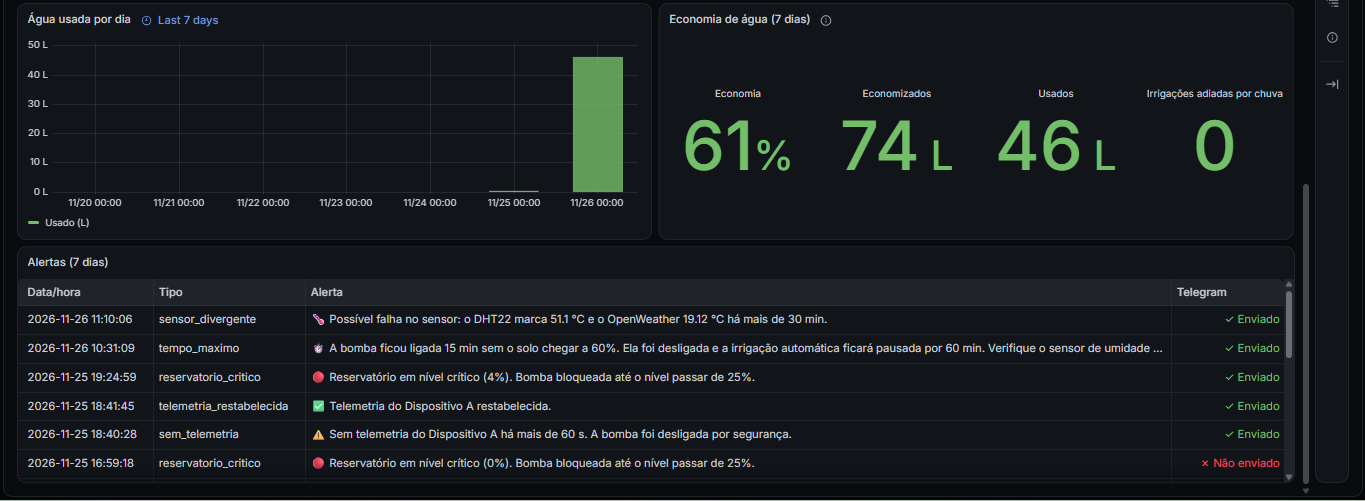 Água usada por dia Last 7 days
50 L
40 L
30 L
20 L
10 L
0 L
11/20 00:00 11/21 00:00 11/22 00:00 11/23 00:00 11/24 00:00 11/25 00:00 11/26 00:00
Usado (L)
Economia de água (7 dias)
Economia Economizados Usados Irrigações adiadas por chuva
61% 74 L 46 L 0
Alertas (7 dias)
Data/hora Tipo Alerta Telegram
2026-11-26 11:10:06 sensor_divergente Possível falha no sensor: o DHT22 marca 51.1 °C e o OpenWeather 19.12 °C há mais de 30 min. ✓ Enviado
2026-11-26 10:31:09 tempo_maximo A bomba ficou ligada 15 min sem o solo chegar a 60%. Ela foi desligada e a irrigação automática ficará pausada por 60 min. Verifique o sensor de umidade ... ✓ Enviado
2026-11-25 19:24:59 reservatorio_critico Reservatório em nível crítico (4%). Bomba bloqueada até o nível passar de 25%. ✓ Enviado
2026-11-25 18:41:45 telemetria_restabelecida Telemetria do Dispositivo A restabelecida. ✓ Enviado
2026-11-25 18:40:28 sem_telemetria Sem telemetria do Dispositivo A há mais de 60 s. A bomba foi desligada por segurança. ✓ Enviado
2026-11-25 16:59:18 reservatorio_critico Reservatório em nível crítico (0%). Bomba bloqueada até o nível passar de 25%. × Não enviado